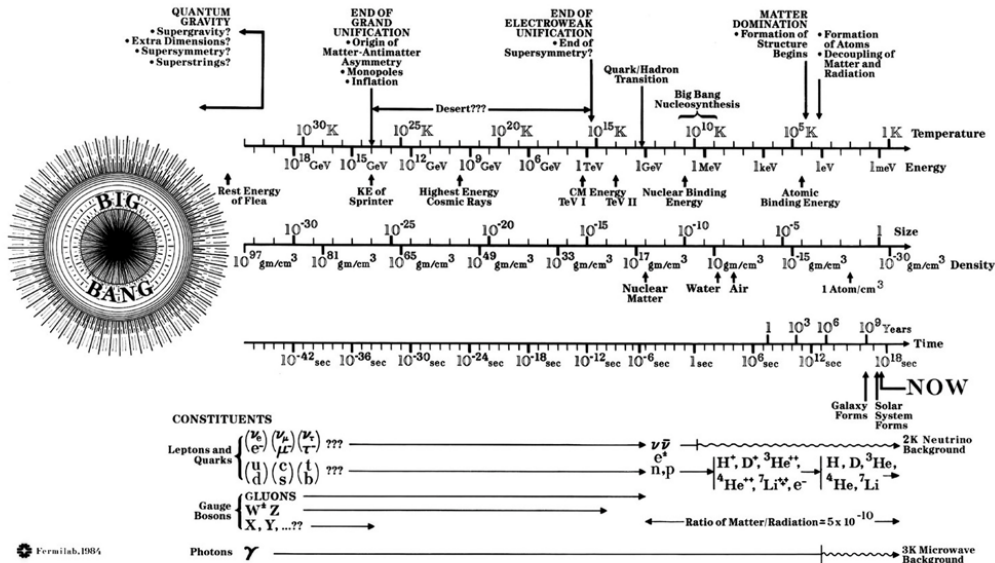 QUANTUM
GRAVITY
• Supergravity?
• Extra Dimensions?
• Supersymmetry?
• Superstrings?
END OF
GRAND
UNIFICATION
• Origin of
Matter-Antimatter
Asymmetry
• Monopoles
• Inflation
END OF
ELECTROWEAK
UNIFICATION
• End of
Supersymmetry?
MATTER
DOMINATION
• Formation of
Structure
Begins
• Formation
of Atoms
• Decoupling of
Matter and
Radiation
Quark/Hadron
Transition
Big Bang
Nucleosynthesis
Desert???
10³⁰K 10²⁵K 10²⁰K 10¹⁵K 10¹⁰K 10⁵K 1K Temperature
10¹⁸GeV 10¹⁵GeV 10¹²GeV 10⁹GeV 10⁶GeV 1TeV 1GeV 1MeV 1keV 1eV 1meV Energy
Rest Energy
of Flea
KE of
Sprinter
Highest Energy
Cosmic Rays
CM Energy
TeV I TeV II
Nuclear Binding
Energy
Atomic
Binding Energy
BIG
BANG
10⁻³⁰ 10⁻²⁵ 10⁻²⁰ 10⁻¹⁵ 10⁻¹⁰ 10⁻⁵ 1 Size
10⁹⁷gm/cm³ 10⁸¹gm/cm³ 10⁶⁵gm/cm³ 10⁴⁹gm/cm³ 10³³gm/cm³ 10¹⁷gm/cm³ 10gm/cm³ 10⁻¹⁵gm/cm³ 10⁻³⁰gm/cm³ Density
Nuclear
Matter
Water Air
1 Atom/cm³
1 10³ 10⁶ 10⁹ Years
Time
10⁻⁴²sec 10⁻³⁶sec 10⁻³⁰sec 10⁻²⁴sec 10⁻¹⁸sec 10⁻¹²sec 10⁻⁶sec 1sec 10⁶sec 10¹²sec 10¹⁸sec
NOW
Galaxy
Forms
Solar
System
Forms
CONSTITUENTS
Leptons and
Quarks
(νe e⁻) (νμ μ⁻) (ντ τ⁻) ???
(u d) (c s) (t b) ???
ν ν̄
e±
n,p
2K Neutrino
Background
H⁺, D⁺, ³He⁺⁺,
⁴He⁺⁺, ⁷Li⁺⁺⁺, e⁻
H, D, ³He,
⁴He, ⁷Li
Gauge
Bosons
GLUONS
W± Z
X, Y, ...??
Ratio of Matter/Radiation = 5 x 10⁻¹⁰
Fermilab, 1984
Photons γ
3K Microwave
Background